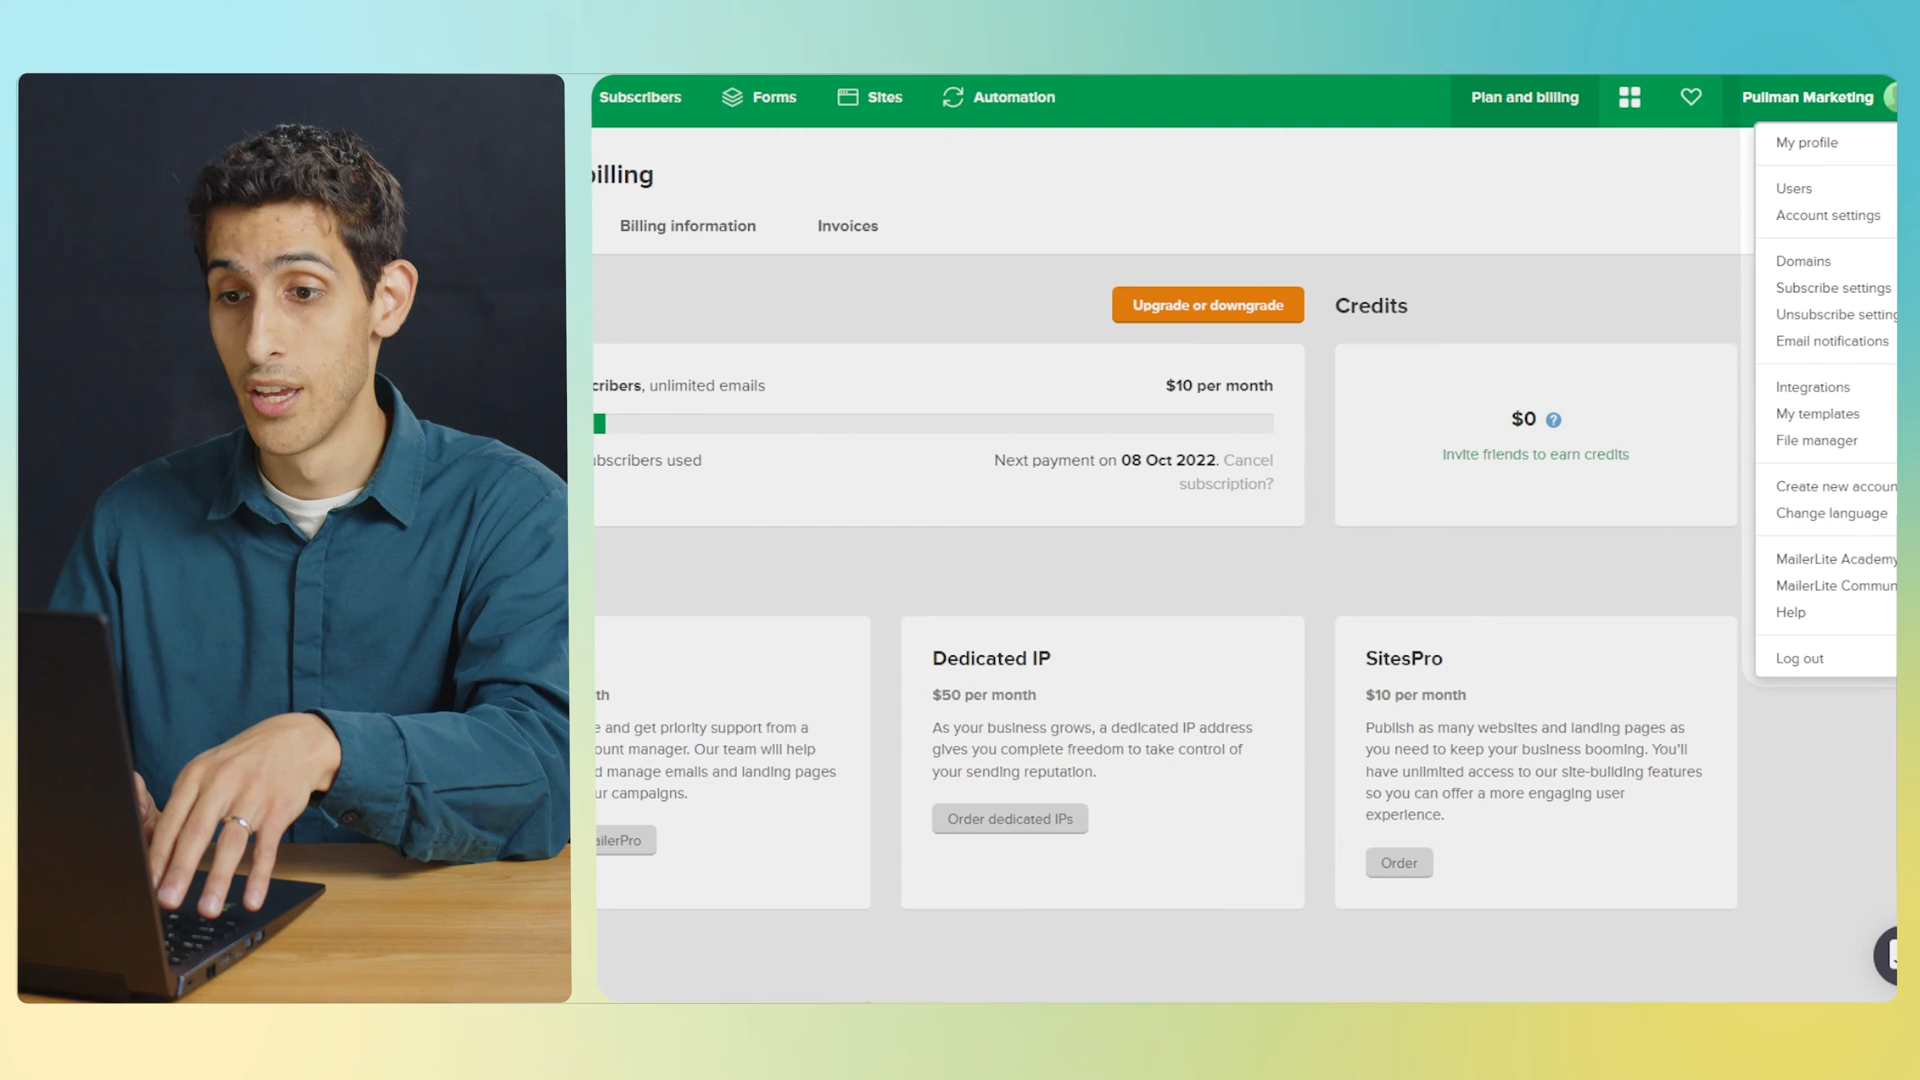 Subscribers Forms Sites Automation Plan and billing Pullman Marketing
billing
Billing information Invoices
Upgrade or downgrade
cribers, unlimited emails $10 per month
bscribers used
Next payment on 08 Oct 2022. Cancel
subscription?
Credits
$0 ?
Invite friends to earn credits
My profile
Users
Account settings
Domains
Subscribe settings
Unsubscribe setting
Email notifications
Integrations
My templates
File manager
Create new accoun
Change language
MailerLite Academy
MailerLite Commun
Help
Log out
th
e and get priority support from a
ount manager. Our team will help
d manage emails and landing pages
ur campaigns.
ailerPro
Dedicated IP
$50 per month
As your business grows, a dedicated IP address
gives you complete freedom to take control of
your sending reputation.
Order dedicated IPs
SitesPro
$10 per month
Publish as many websites and landing pages as
you need to keep your business booming. You'll
have unlimited access to our site-building features
so you can offer a more engaging user
experience.
Order